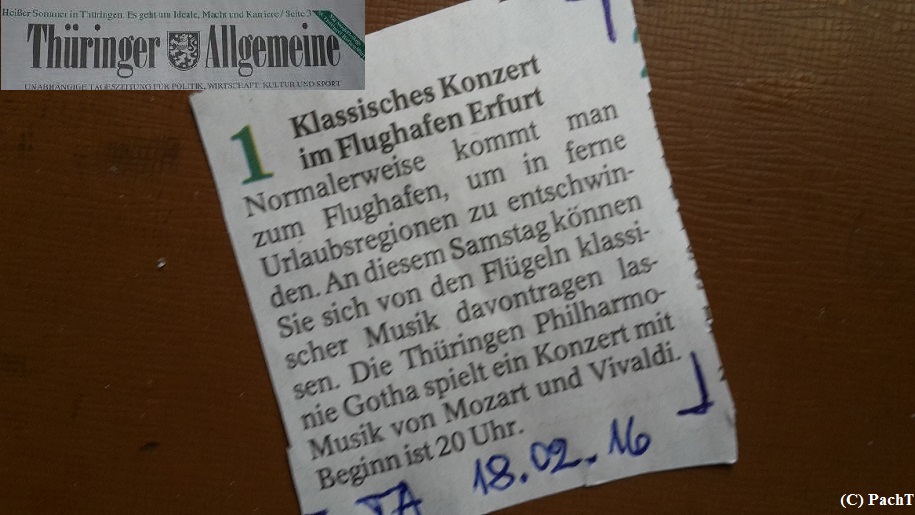 Heißer Sommer in Thüringen. Es geht um Ideale, Macht und Karriere / Seite 3
Thüringer Allgemeine
UNABHÄNGIGE TAGESZEITUNG FÜR POLITIK, WIRTSCHAFT, KULTUR UND SPORT
1
Klassisches Konzert
im Flughafen Erfurt
Normalerweise kommt man
zum Flughafen, um in ferne
Urlaubsregionen zu entschwin-
den. An diesem Samstag können
Sie sich von den Flügeln klassi-
scher Musik davontragen las-
sen. Die Thüringen Philharmo-
nie Gotha spielt ein Konzert mit
Musik von Mozart und Vivaldi.
Beginn ist 20 Uhr.
TA 18.02.16
(C) PachT